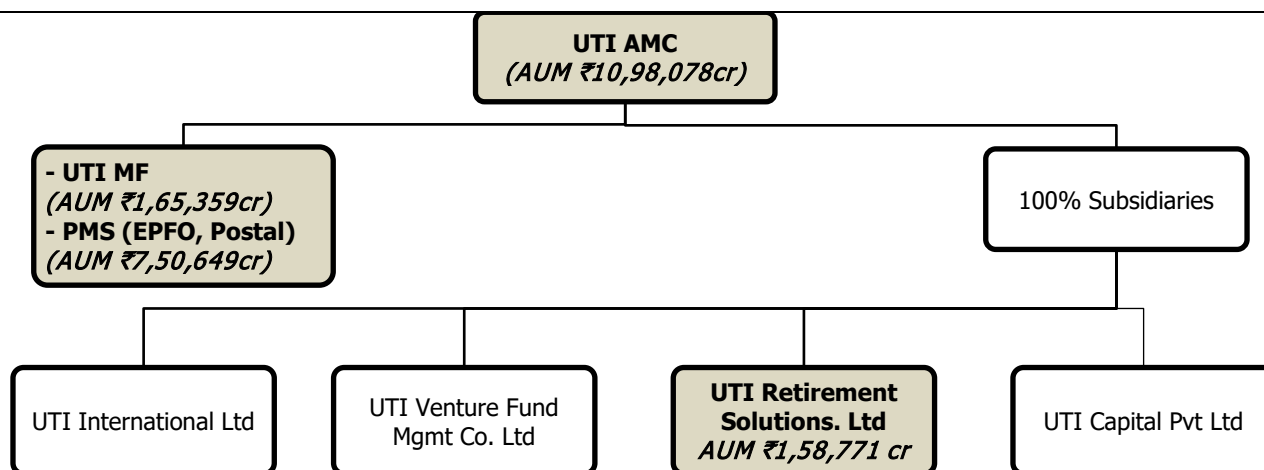 UTI AMC
(AUM ₹10,98,078cr)
- UTI MF
(AUM ₹1,65,359cr)
- PMS (EPFO, Postal)
(AUM ₹7,50,649cr)
100% Subsidiaries
UTI International Ltd
UTI Venture Fund
Mgmt Co. Ltd
UTI Retirement
Solutions. Ltd
AUM ₹1,58,771 cr
UTI Capital Pvt Ltd